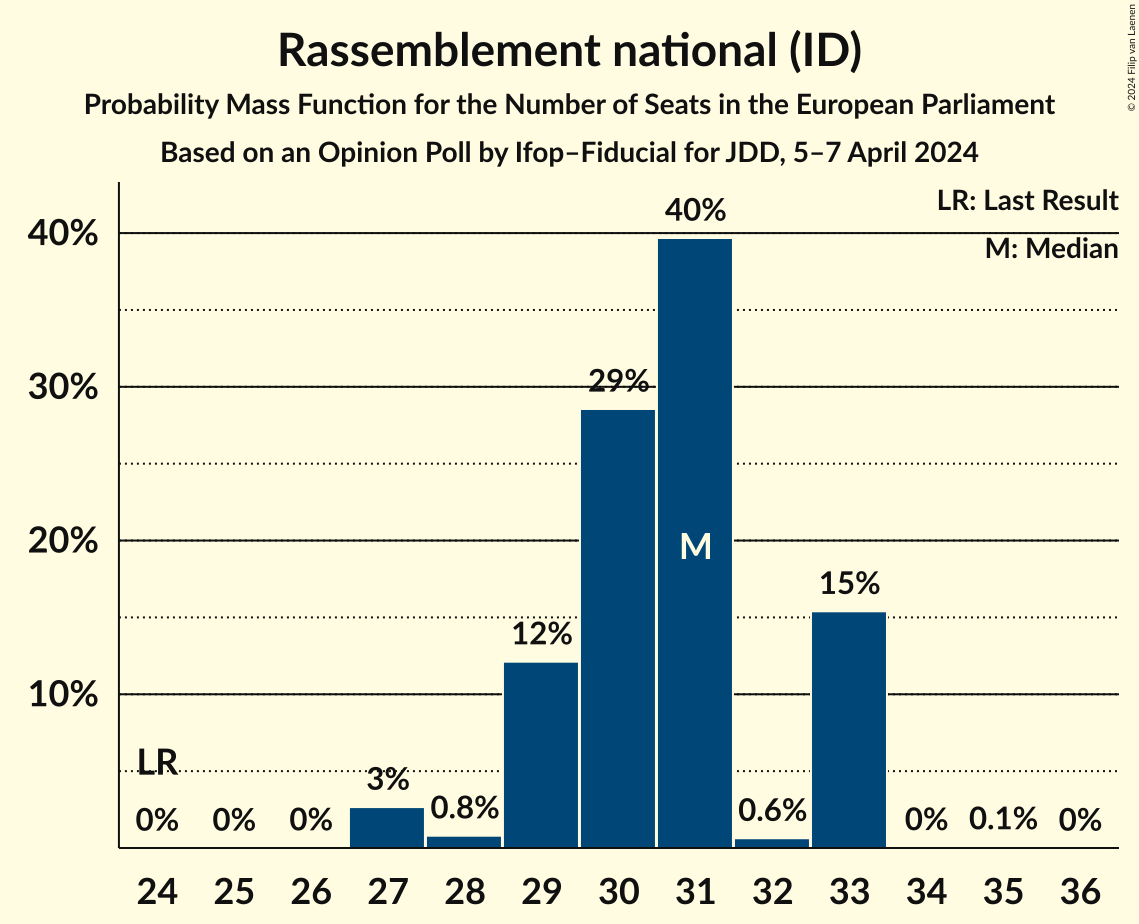 Rassemblement national (ID)
Probability Mass Function for the Number of Seats in the European Parliament
Based on an Opinion Poll by Ifop–Fiducial for JDD, 5–7 April 2024
© 2024 Filip van Laenen
LR: Last Result
M: Median
40%
30%
20%
10%
LR
0%
0%
0%
3%
0.8%
12%
29%
40%
M
0.6%
15%
0%
0.1%
0%
24 25 26 27 28 29 30 31 32 33 34 35 36